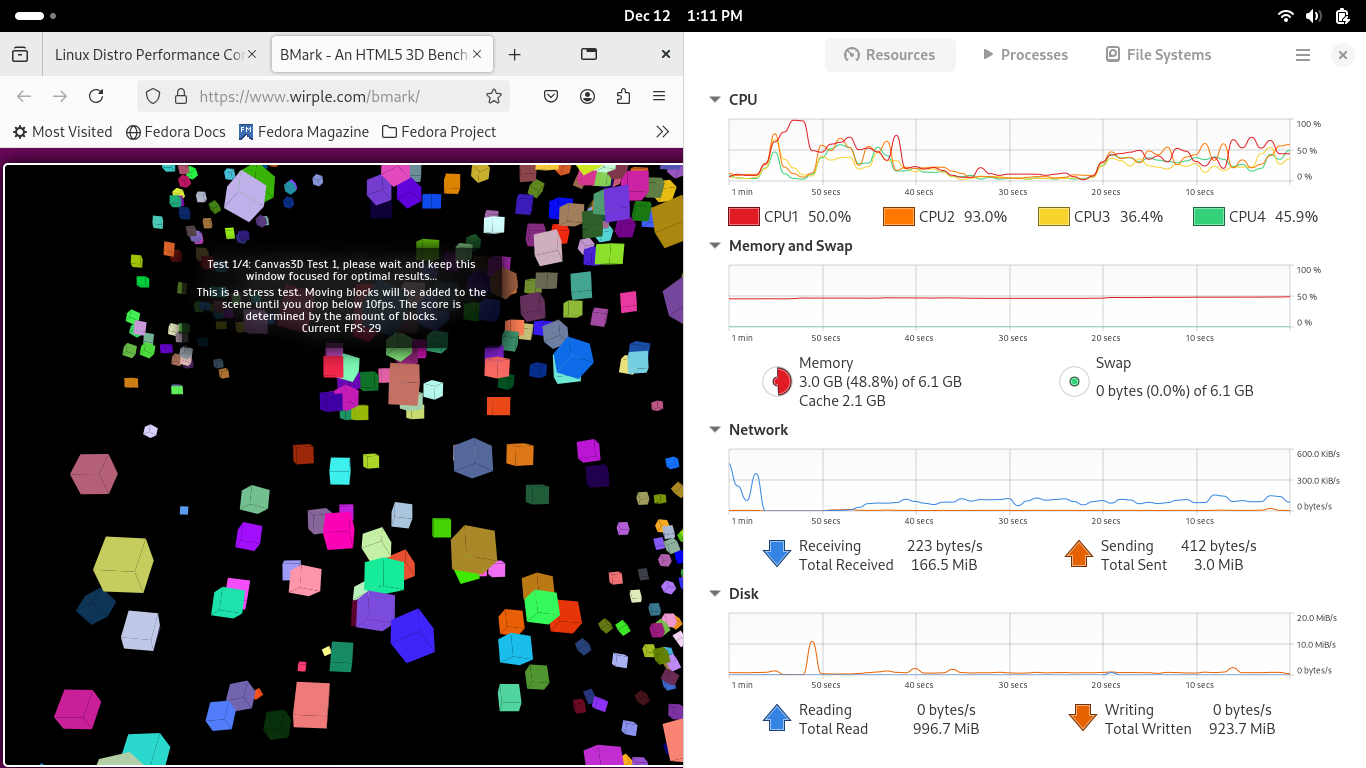 Dec 12 1:11 PM
Linux Distro Performance Co
BMark - An HTML5 3D Bench
https://www.wirple.com/bmark/
Most Visited
Fedora Docs
Fedora Magazine
Fedora Project
Test 1/4: Canvas3D Test 1, please wait and keep this
window focused for optimal results...
This is a stress test. Moving blocks will be added to the
scene until you drop below 10fps. The score is
determined by the amount of blocks.
Current FPS: 29
Resources
Processes
File Systems
CPU
100 %
50 %
0 %
1 min 50 secs 40 secs 30 secs 20 secs 10 secs
CPU1 50.0% CPU2 93.0% CPU3 36.4% CPU4 45.9%
Memory and Swap
100 %
50 %
0 %
1 min 50 secs 40 secs 30 secs 20 secs 10 secs
Memory
3.0 GB (48.8%) of 6.1 GB
Cache 2.1 GB
Swap
0 bytes (0.0%) of 6.1 GB
Network
600.0 KiB/s
300.0 KiB/s
0 bytes/s
1 min 50 secs 40 secs 30 secs 20 secs 10 secs
Receiving 223 bytes/s
Total Received 166.5 MiB
Sending 412 bytes/s
Total Sent 3.0 MiB
Disk
20.0 MiB/s
10.0 MiB/s
0 bytes/s
1 min 50 secs 40 secs 30 secs 20 secs 10 secs
Reading 0 bytes/s
Total Read 996.7 MiB
Writing 0 bytes/s
Total Written 923.7 MiB